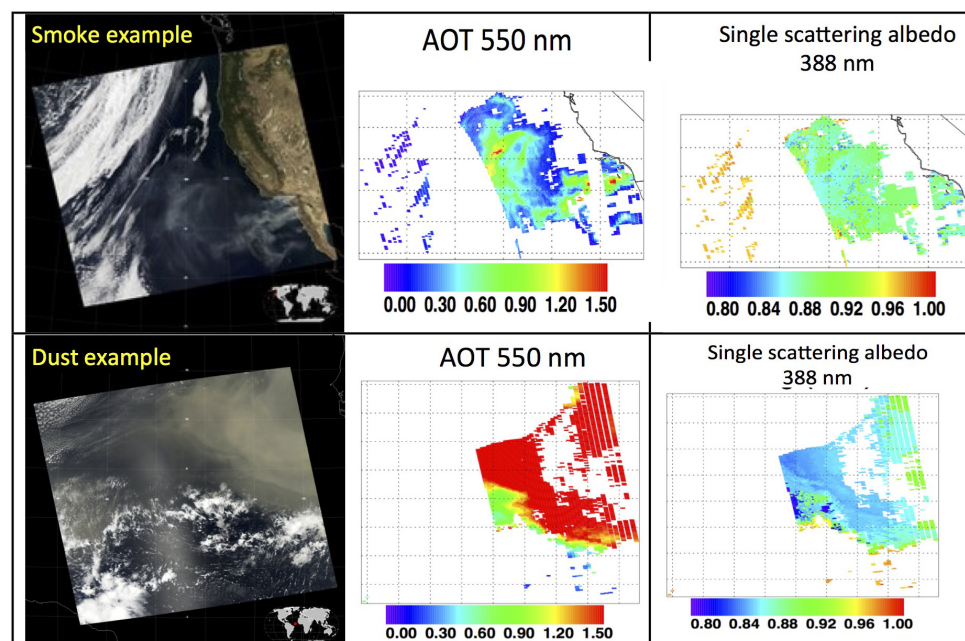 Smoke example
AOT 550 nm
Single scattering albedo
388 nm
0.00 0.30 0.60 0.90 1.20 1.50
0.80 0.84 0.88 0.92 0.96 1.00
Dust example
AOT 550 nm
Single scattering albedo
388 nm
0.00 0.30 0.60 0.90 1.20 1.50
0.80 0.84 0.88 0.92 0.96 1.00